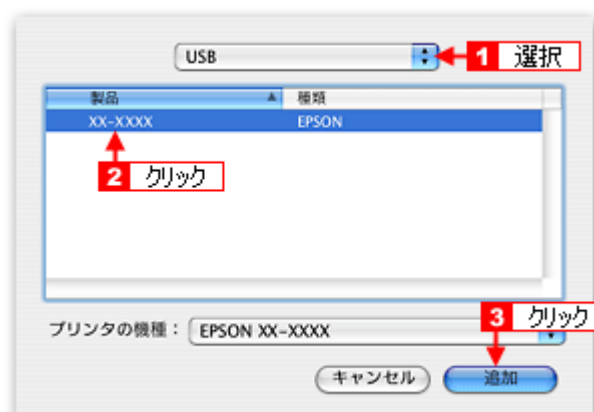 USB
1 選択
製品 種類
XX-XXXX EPSON
2 クリック
プリンタの機種： EPSON XX-XXXX
3 クリック
キャンセル 追加